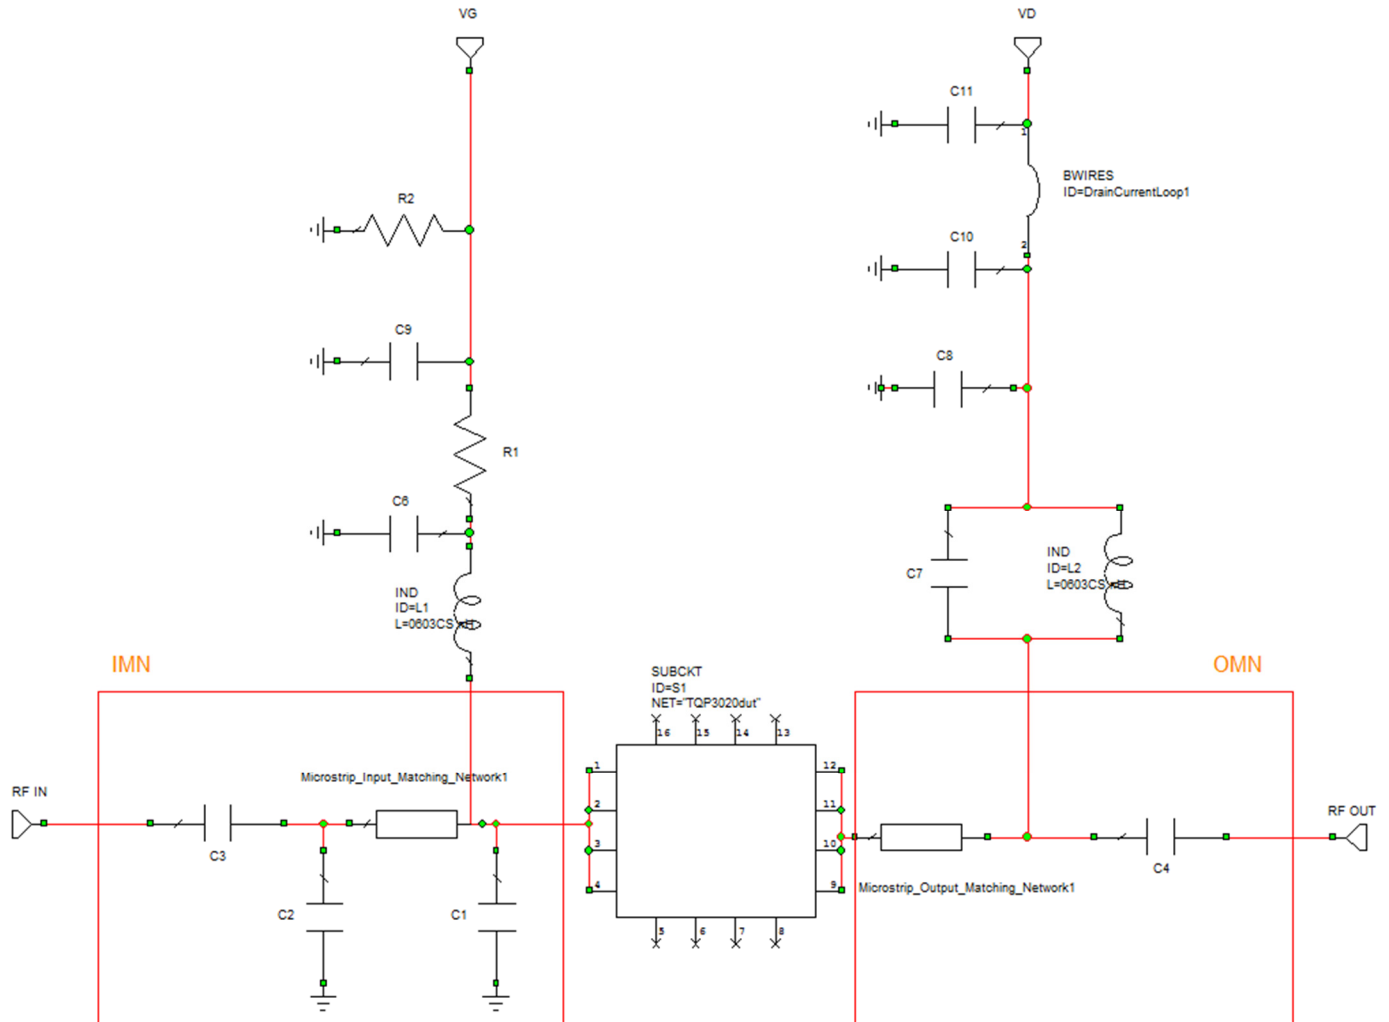 VG
VD
C11
1
BWIRES
ID=DrainCurrentLoop1
R2
C10
2
C9
C8
R1
C6
IND
ID=L1
L=0603CS
IND
ID=L2
L=0603CS
C7
IMN
OMN
SUBCKT
ID=S1
NET="TQP3020dut"
16 15 14 13
1 12
2 11
3 10
4 9
5 6 7 8
Microstrip_Input_Matching_Network1
RF IN
RF OUT
C3
C4
Microstrip_Output_Matching_Network1
C2
C1